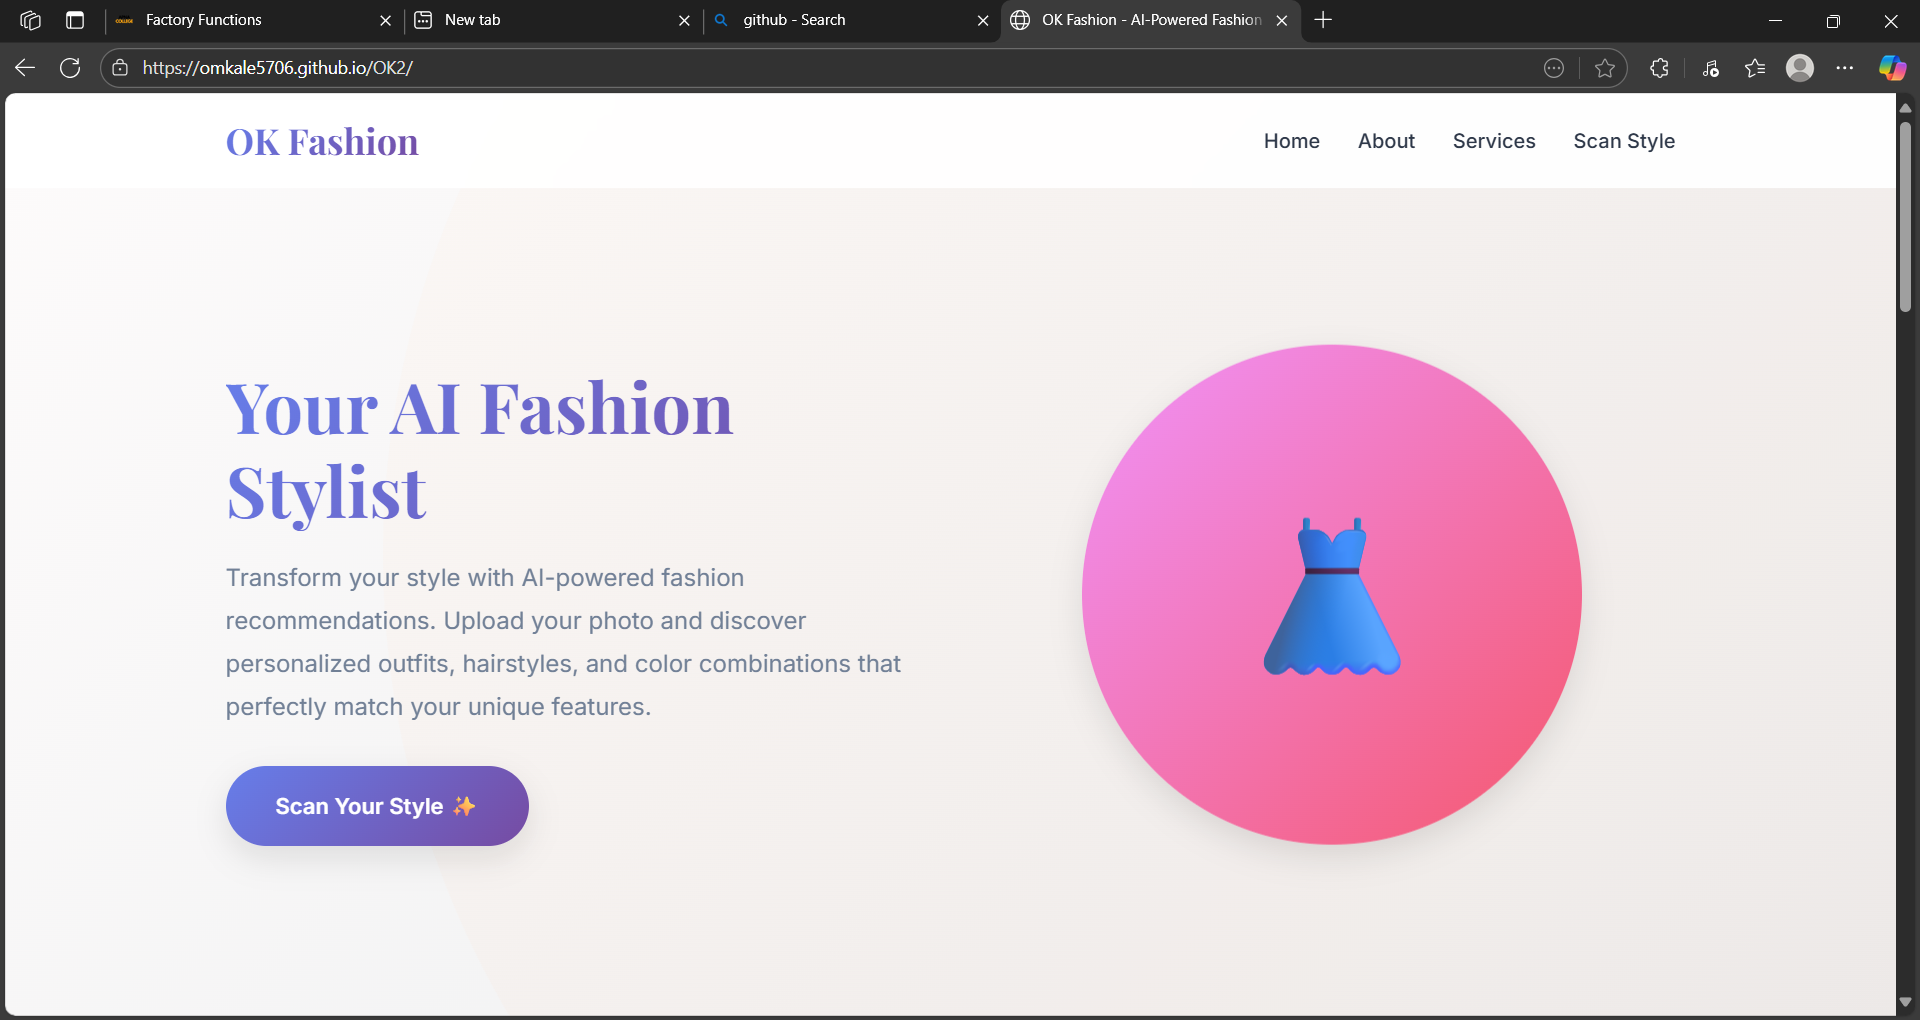 Factory Functions
New tab
github - Search
OK Fashion - AI-Powered Fashion
https://omkale5706.github.io/OK2/
OK Fashion
Home
About
Services
Scan Style
Your AI Fashion
Stylist
Transform your style with AI-powered fashion
recommendations. Upload your photo and discover
personalized outfits, hairstyles, and color combinations that
perfectly match your unique features.
Scan Your Style ✨